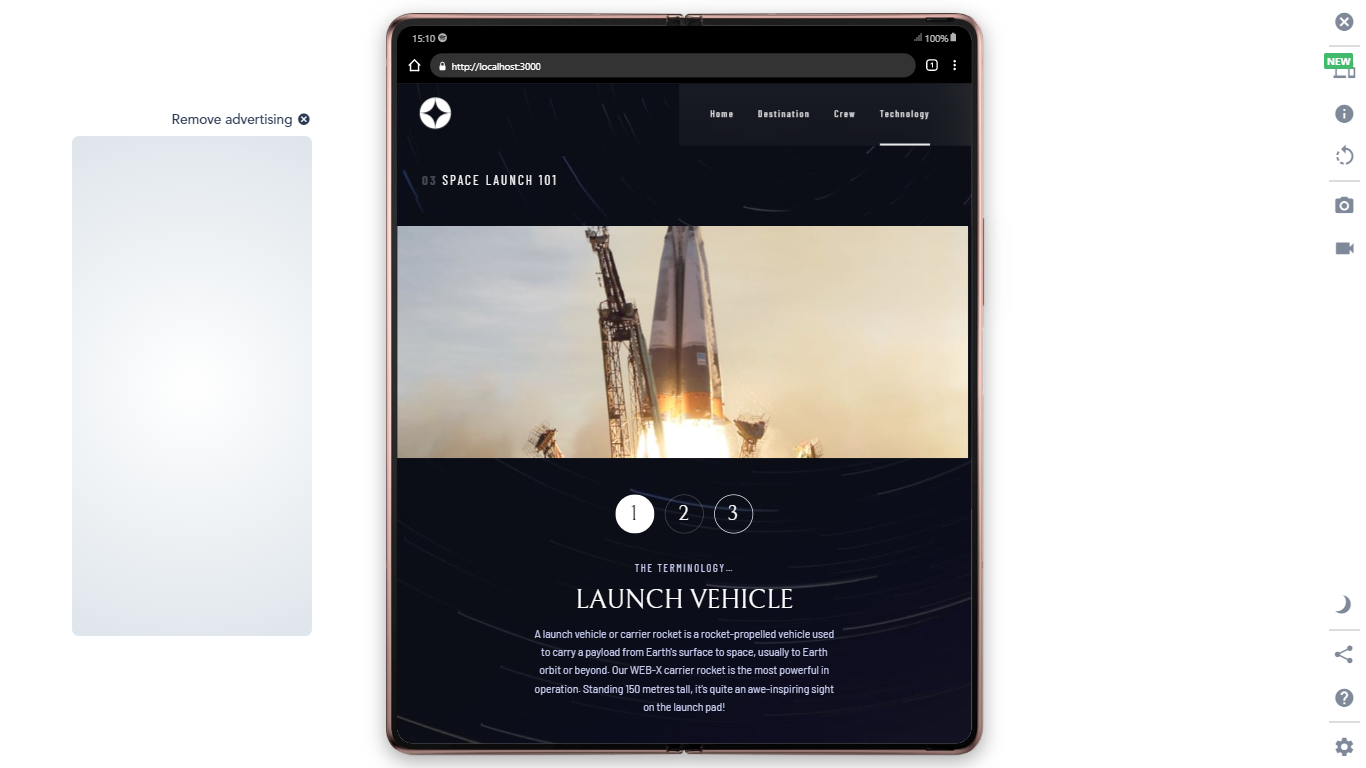 15:10
100%
http://localhost:3000
1
NEW
Remove advertising
Home Destination Crew Technology
03 SPACE LAUNCH 101
1 2 3
THE TERMINOLOGY...
LAUNCH VEHICLE
A launch vehicle or carrier rocket is a rocket-propelled vehicle used
to carry a payload from Earth's surface to space, usually to Earth
orbit or beyond. Our WEB-X carrier rocket is the most powerful in
operation. Standing 150 metres tall, it's quite an awe-inspiring sight
on the launch pad!